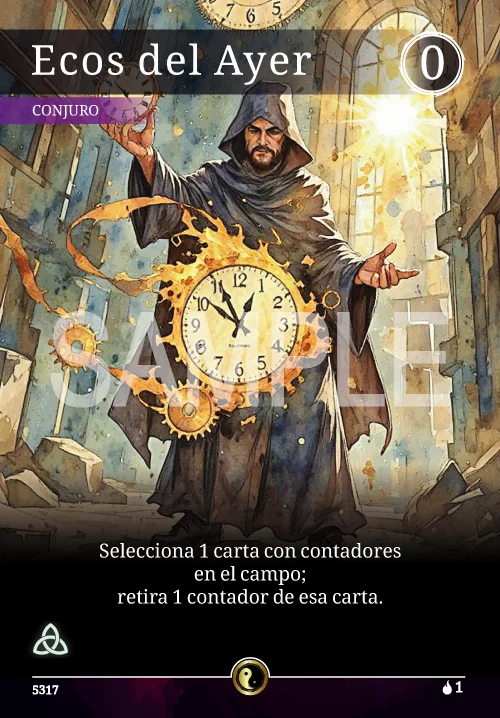 Ecos del Ayer
0
CONJURO
SAMPLE
Selecciona 1 carta con contadores
en el campo;
retira 1 contador de esa carta.
5317
1